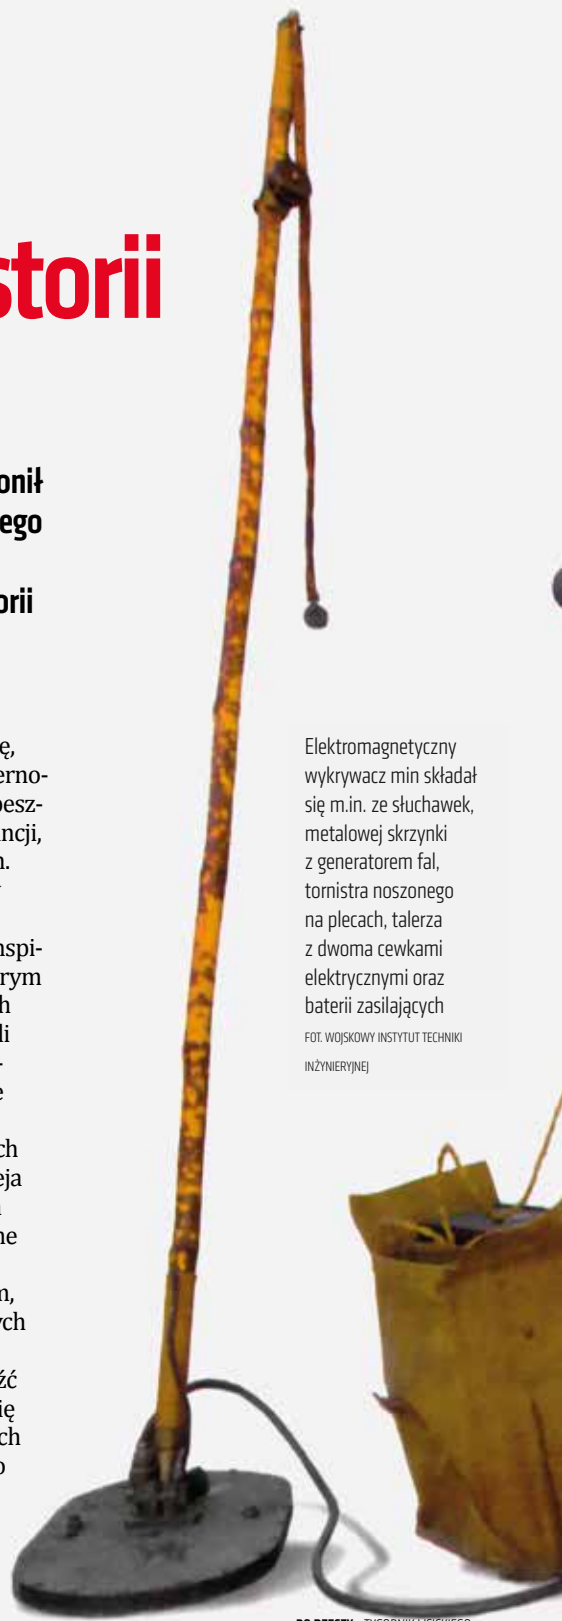 storii
onił
ego
orii
ę,
erno-
besz-
ncji,
n.
nspi-
rym
h
li
-
e
ch
eja
ne
n,
ych
źć
ię
ch
o
Elektromagnetyczny
wykrywacz min składał
się m.in. ze słuchawek,
metalowej skrzynki
z generatorem fal,
tornistra noszonego
na plecach, talerza
z dwoma cewkami
elektrycznymi oraz
baterii zasilających
FOT. WOJSKOWY INSTYTUT TECHNIKI
INŻYNIERYJNEJ